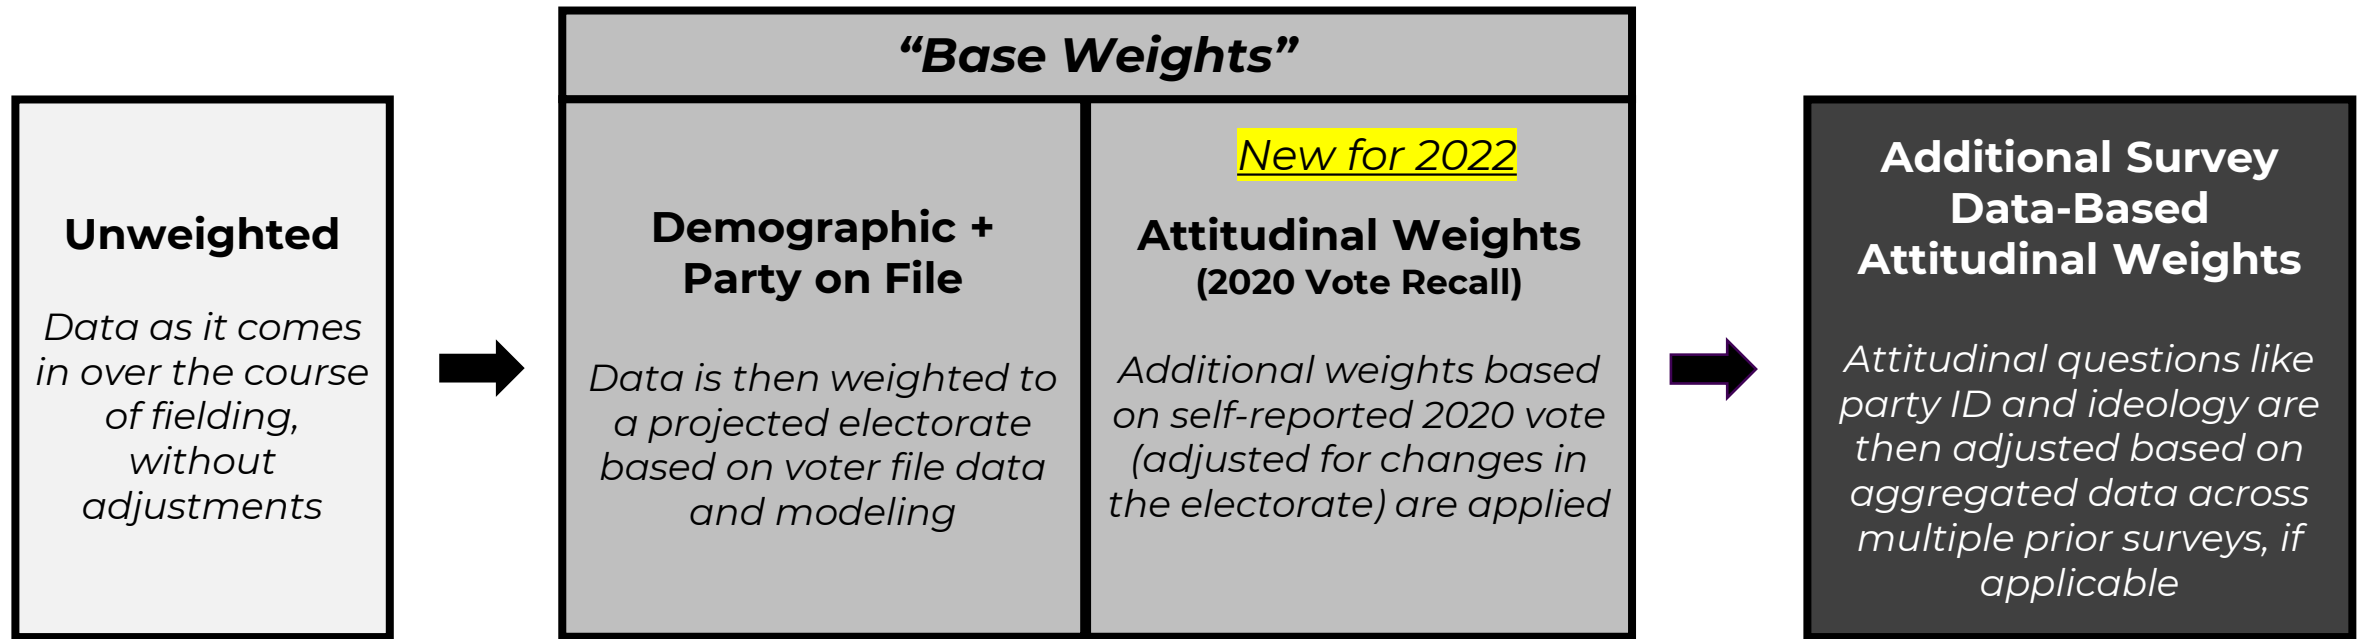 “Base Weights”
Unweighted
Data as it comes
in over the course
of fielding,
without
adjustments
Demographic +
Party on File
Data is then weighted to
a projected electorate
based on voter file data
and modeling
New for 2022
Attitudinal Weights
(2020 Vote Recall)
Additional weights based
on self-reported 2020 vote
(adjusted for changes in
the electorate) are applied
Additional Survey
Data-Based
Attitudinal Weights
Attitudinal questions like
party ID and ideology are
then adjusted based on
aggregated data across
multiple prior surveys, if
applicable